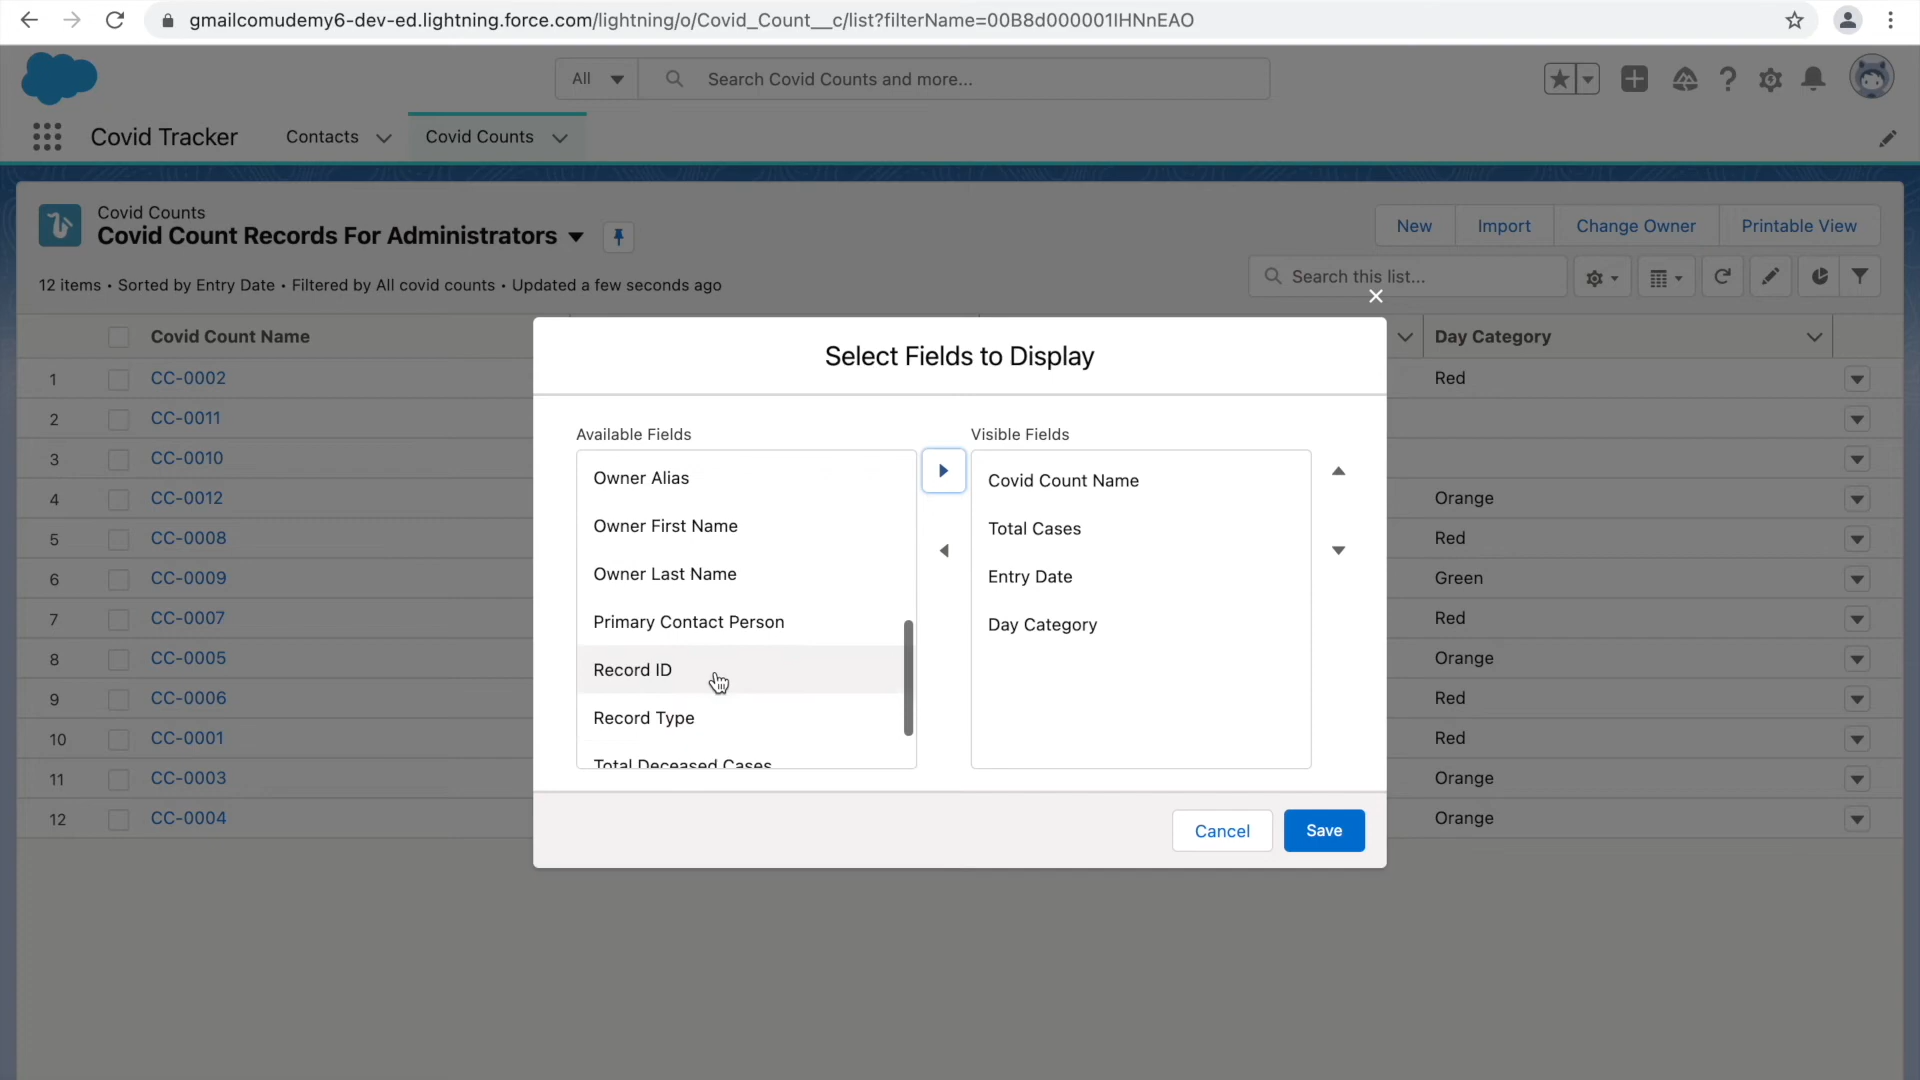 gmailcomudemy6-dev-ed.lightning.force.com/lightning/o/Covid_Count__c/list?filterName=00B8d000001IHNnEAO
All
Search Covid Counts and more...
Covid Tracker
Contacts
Covid Counts
Covid Counts
Covid Count Records For Administrators
New
Import
Change Owner
Printable View
12 items • Sorted by Entry Date • Filtered by All covid counts • Updated a few seconds ago
Search this list...
Covid Count Name
Day Category
1 CC-0002 Red
2 CC-0011
3 CC-0010
4 CC-0012 Orange
5 CC-0008 Red
6 CC-0009 Green
7 CC-0007 Red
8 CC-0005 Orange
9 CC-0006 Red
10 CC-0001 Red
11 CC-0003 Orange
12 CC-0004 Orange
Select Fields to Display
Available Fields
Owner Alias
Owner First Name
Owner Last Name
Primary Contact Person
Record ID
Record Type
Total Deceased Cases
Visible Fields
Covid Count Name
Total Cases
Entry Date
Day Category
Cancel
Save